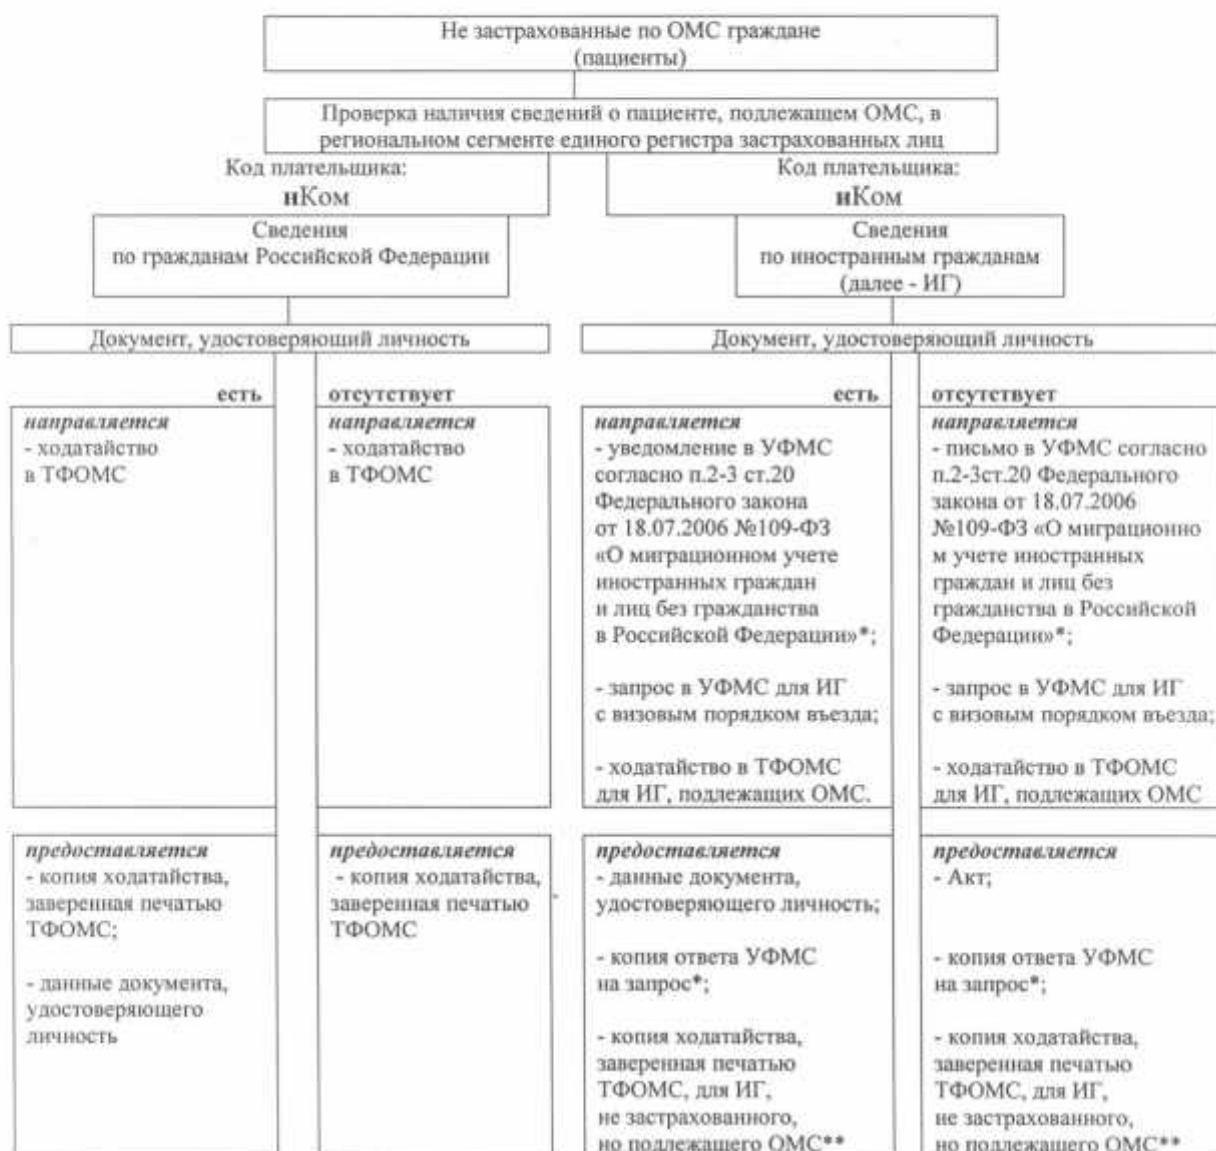 Не застрахованные по ОМС граждане
(пациенты)
Проверка наличия сведений о пациенте, подлежащем ОМС, в
региональном сегменте единого регистра застрахованных лиц
Код плательщика:
нКом
Сведения
по гражданам Российской Федерации
Код плательщика:
иКом
Сведения
по иностранным гражданам
(далее - ИГ)
Документ, удостоверяющий личность
есть
направляется
- ходатайство
в ТФОМС
предоставляется
- копия ходатайства,
заверенная печатью
ТФОМС;
- данные документа,
удостоверяющего
личность
отсутствует
направляется
- ходатайство
в ТФОМС
предоставляется
- копия ходатайства,
заверенная печатью
ТФОМС
Документ, удостоверяющий личность
есть
направляется
- уведомление в УФМС
согласно п.2-3 ст.20
Федерального закона
от 18.07.2006 №109-ФЗ
«О миграционном учете
иностранных граждан
и лиц без гражданства
в Российской Федерации»*;
- запрос в УФМС для ИГ
с визовым порядком въезда;
- ходатайство в ТФОМС
для ИГ, подлежащих ОМС.
предоставляется
- данные документа,
удостоверяющего личность;
- копия ответа УФМС
на запрос*;
- копия ходатайства,
заверенная печатью
ТФОМС, для ИГ,
не застрахованного,
но подлежащего ОМС**
отсутствует
направляется
- письмо в УФМС согласно
п.2-3ст.20 Федерального
закона от 18.07.2006
№109-ФЗ «О миграционно
м учете иностранных
граждан и лиц без
гражданства в Российской
Федерации»*;
- запрос в УФМС для ИГ
с визовым порядком въезда;
- ходатайство в ТФОМС
для ИГ, подлежащих ОМС
предоставляется
- Акт;
- копия ответа УФМС
на запрос*;
- копия ходатайства,
заверенная печатью
ТФОМС, для ИГ,
не застрахованного,
но подлежащего ОМС**